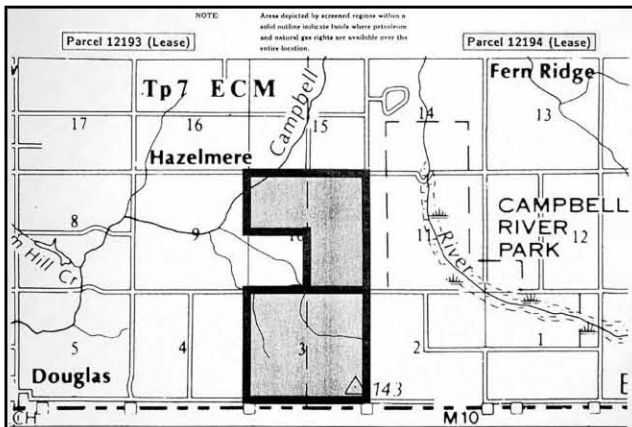 NOTE:
Areas depicted by screened regions within a
solid outline indicate lands where petroleum
and natural gas rights are available over the
entire location.
Parcel 12193 (Lease)
Parcel 12194 (Lease)
Fern Ridge
Tp7 ECM
Campbell
17
16
15
14
13
Hazelmere
8
9
10
11
River
CAMPBELL
RIVER
PARK
12
m Hill Cr
5
4
3
2
1
Douglas
143
E
CH
M10